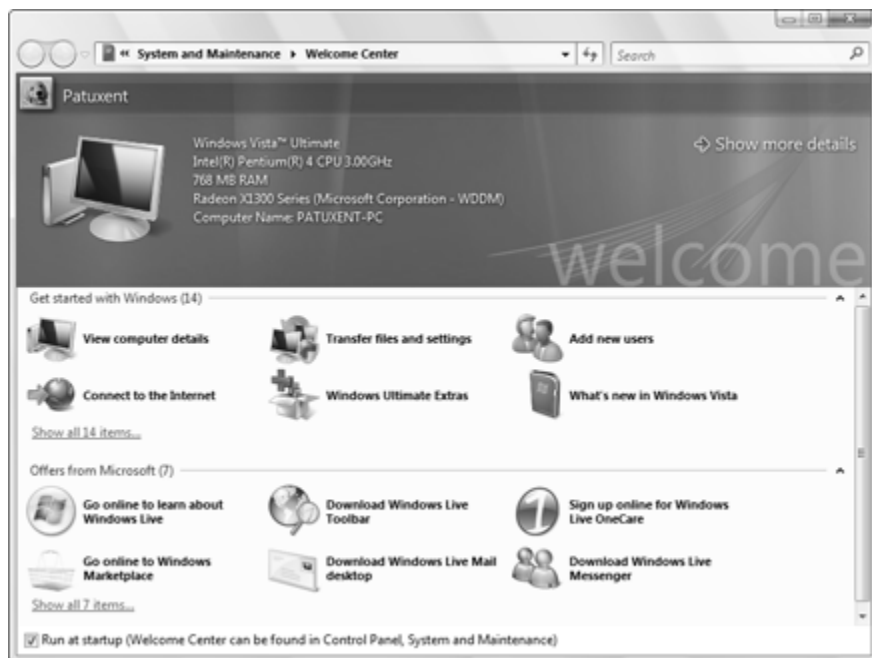 « System and Maintenance ▸ Welcome Center
Search
Patuxent
Windows Vista™ Ultimate
Intel(R) Pentium(R) 4 CPU 3.00GHz
768 MB RAM
Radeon X1300 Series (Microsoft Corporation - WDDM)
Computer Name: PATUXENT-PC
Show more details
welcome
Get started with Windows (14)
View computer details
Transfer files and settings
Add new users
Connect to the Internet
Windows Ultimate Extras
What's new in Windows Vista
Show all 14 items...
Offers from Microsoft (7)
Go online to learn about
Windows Live
Download Windows Live
Toolbar
1
Sign up online for Windows
Live OneCare
Go online to Windows
Marketplace
Download Windows Live Mail
desktop
Download Windows Live
Messenger
Show all 7 items...
Run at startup (Welcome Center can be found in Control Panel, System and Maintenance)